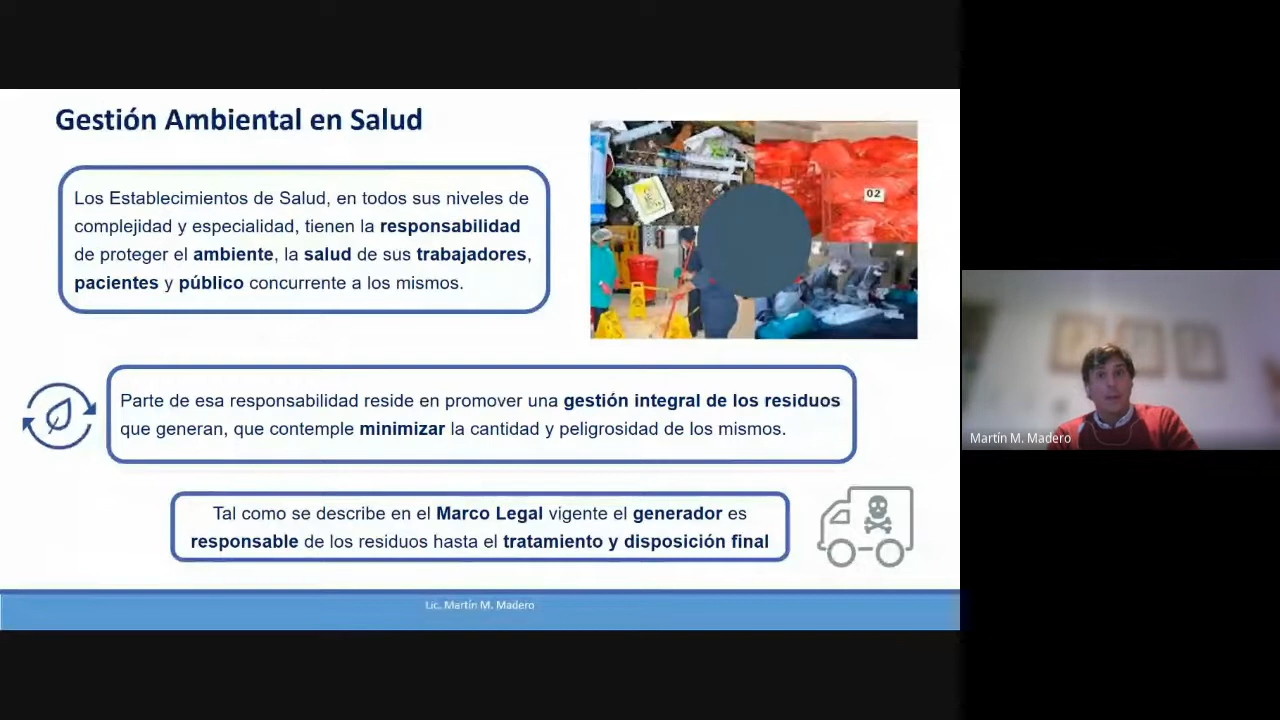 Gestión Ambiental en Salud
Los Establecimientos de Salud, en todos sus niveles de
complejidad y especialidad, tienen la responsabilidad
de proteger el ambiente, la salud de sus trabajadores,
pacientes y público concurrente a los mismos.
02
Parte de esa responsabilidad reside en promover una gestión integral de los residuos
que generan, que contemple minimizar la cantidad y peligrosidad de los mismos.
Tal como se describe en el Marco Legal vigente el generador es
responsable de los residuos hasta el tratamiento y disposición final
Lic. Martín M. Madero
Martín M. Madero